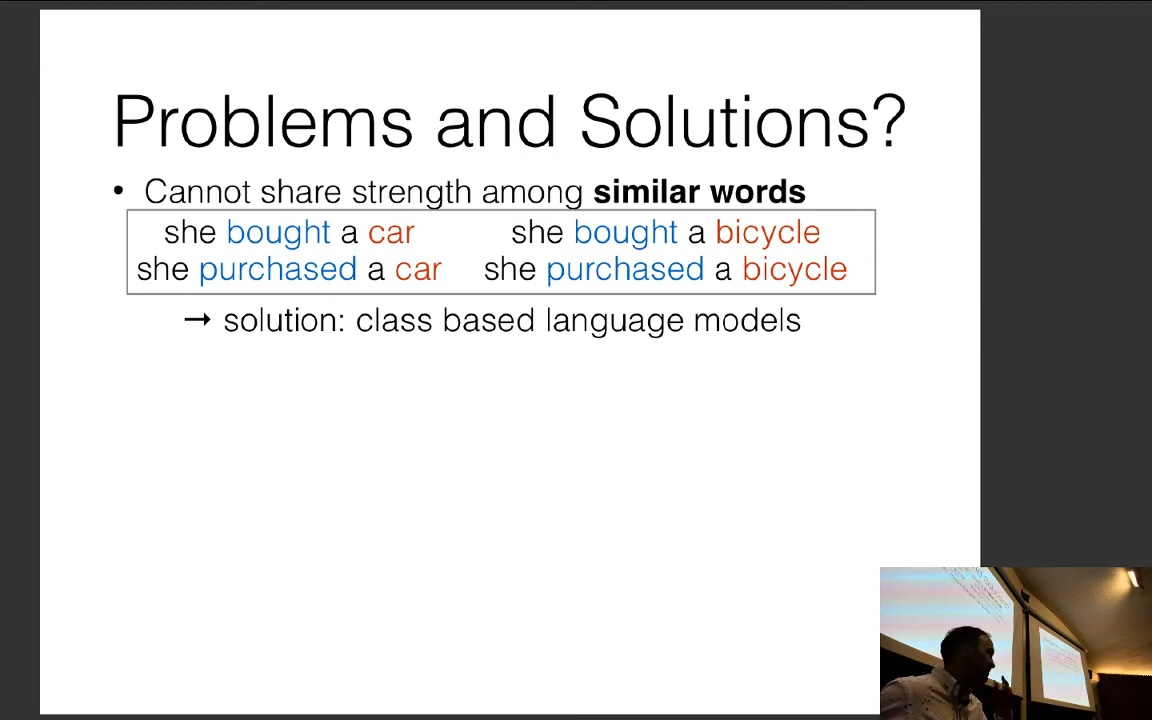 Problems and Solutions?
• Cannot share strength among similar words
she bought a car she bought a bicycle
she purchased a car she purchased a bicycle
→ solution: class based language models